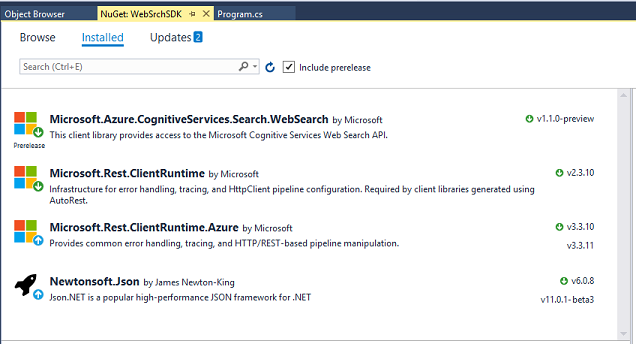 Object Browser NuGet: WebSrchSDK Program.cs
Browse Installed Updates 2
Search (Ctrl+E) Include prerelease
Microsoft.Azure.CognitiveServices.Search.WebSearch by Microsoft v1.1.0-preview
This client library provides access to the Microsoft Cognitive Services Web Search API.
Prerelease
Microsoft.Rest.ClientRuntime by Microsoft v2.3.10
Infrastructure for error handling, tracing, and HttpClient pipeline configuration. Required by client libraries generated using
AutoRest.
Microsoft.Rest.ClientRuntime.Azure by Microsoft v3.3.10
Provides common error handling, tracing, and HTTP/REST-based pipeline manipulation. v3.3.11
Newtonsoft.Json by James Newton-King v6.0.8
Json.NET is a popular high-performance JSON framework for .NET v11.0.1-beta3